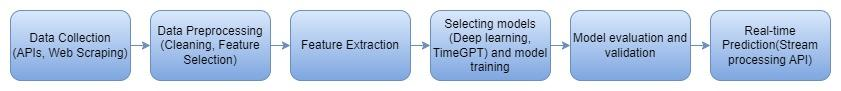 Data Collection
(APIs, Web Scraping)
Data Preprocessing
(Cleaning, Feature
Selection)
Feature Extraction
Selecting models
(Deep learning,
TimeGPT) and model
training
Model evaluation and
validation
Real-time
Prediction(Stream
processing API)